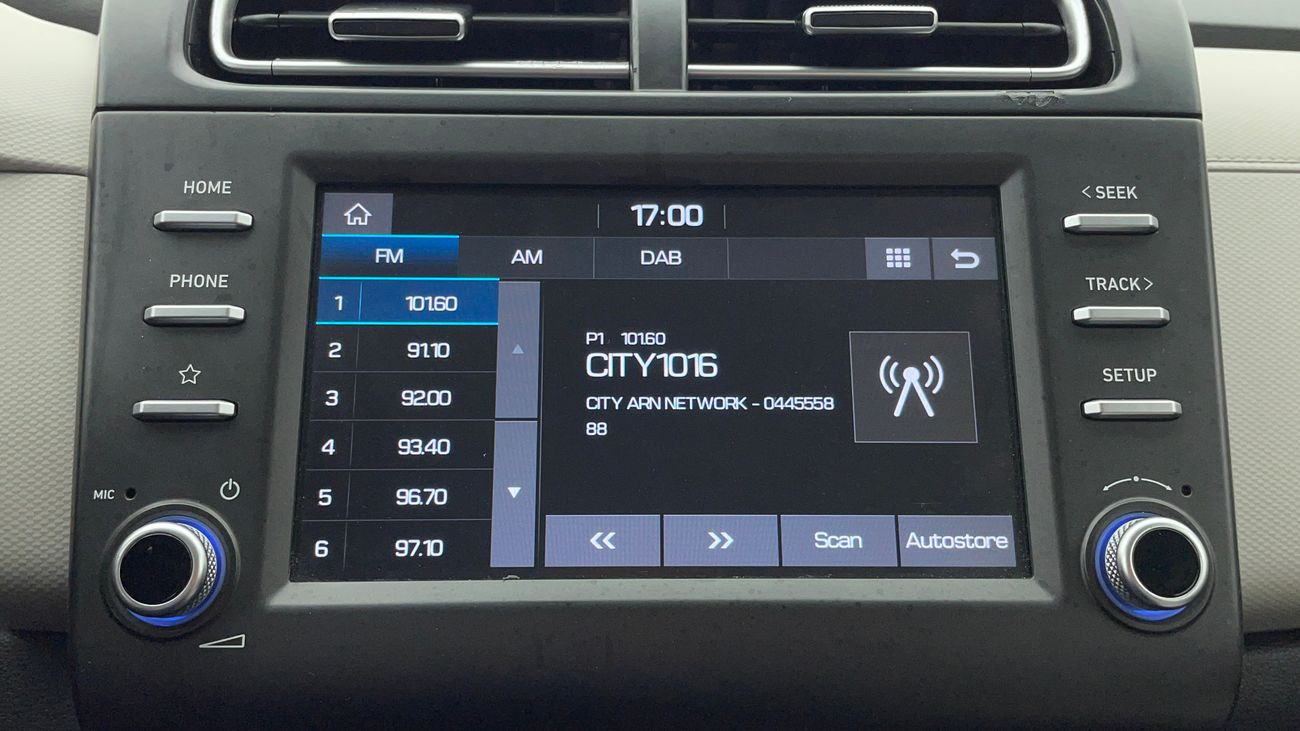 HOME
PHONE
MIC
17:00
FM AM DAB
1 101.60
2 91.10
3 92.00
4 93.40
5 96.70
6 97.10
P1 101.60
CITY1016
CITY ARN NETWORK - 0445558
88
<< >> Scan Autostore
< SEEK
TRACK >
SETUP